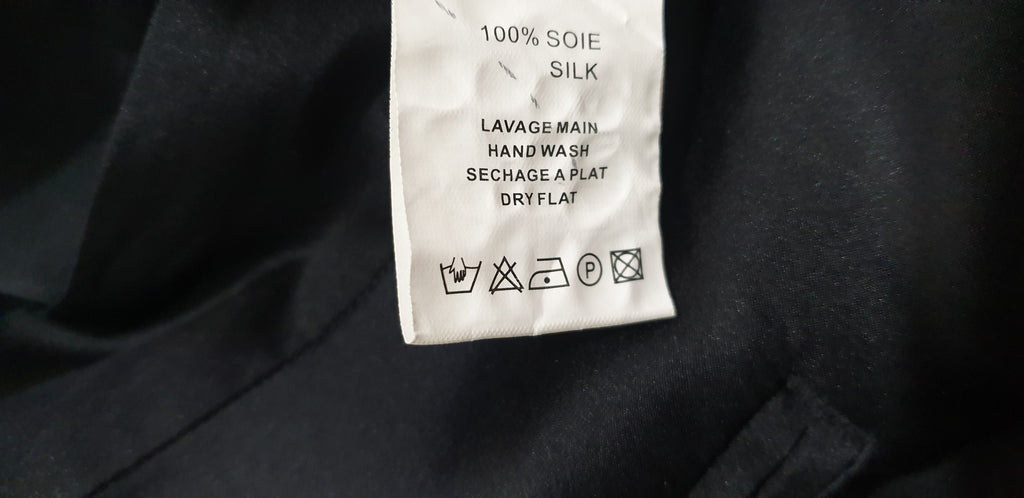 100% SOIE
SILK
LAVAGE MAIN
HAND WASH
SECHAGE A PLAT
DRY FLAT
P